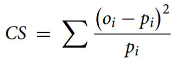 CS = ∑ (oᵢ − pᵢ)² / pᵢ